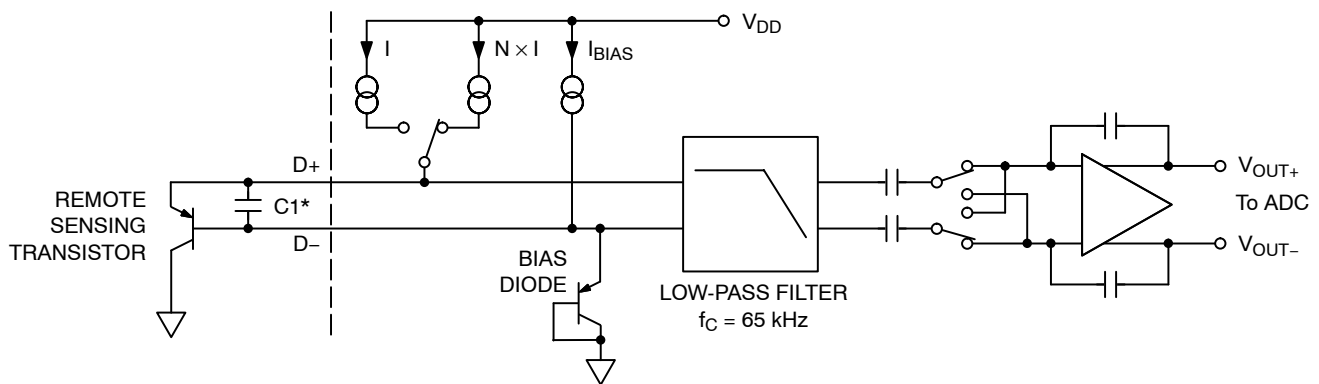 V_DD
I
N × I
I_BIAS
D+
REMOTE
SENSING
TRANSISTOR
C1*
D−
BIAS
DIODE
LOW-PASS FILTER
f_C = 65 kHz
V_OUT+
To ADC
V_OUT−